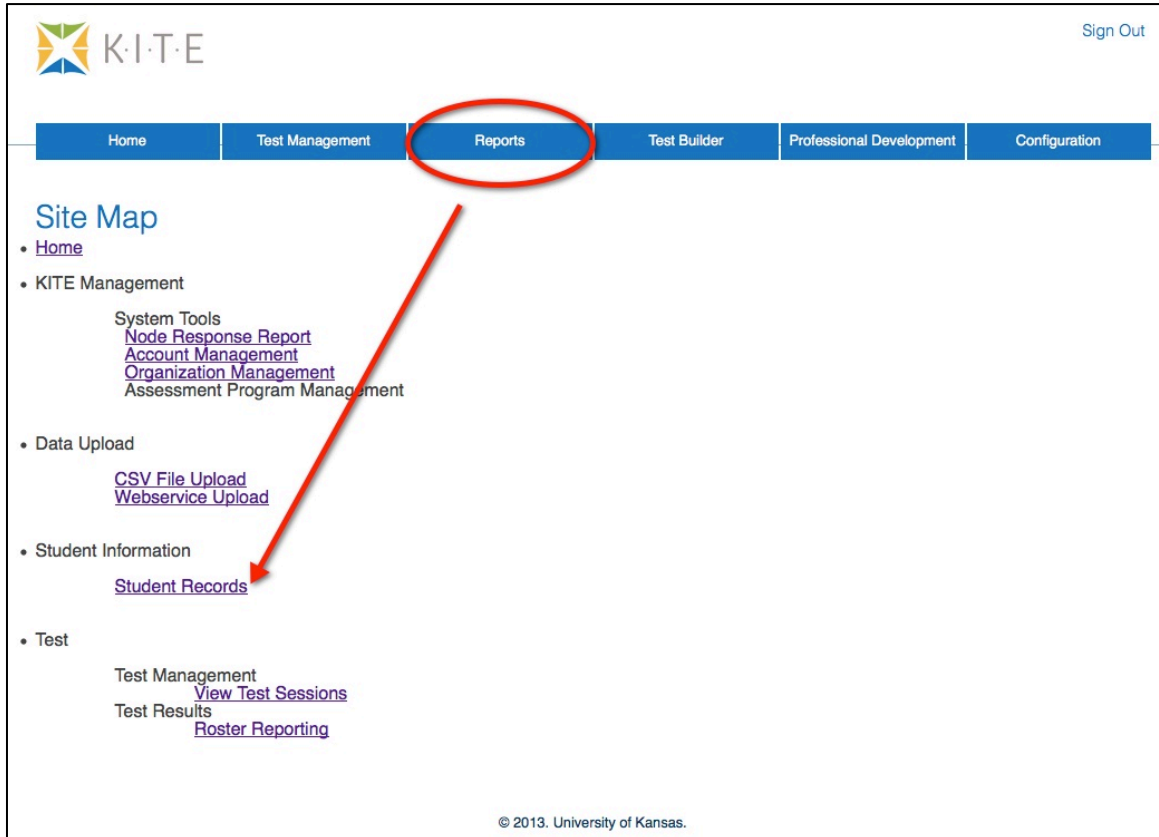 K·I·T·E
Sign Out
Home Test Management Reports Test Builder Professional Development Configuration
Site Map
• Home
• KITE Management
System Tools
Node Response Report
Account Management
Organization Management
Assessment Program Management
• Data Upload
CSV File Upload
Webservice Upload
• Student Information
Student Records
• Test
Test Management
View Test Sessions
Test Results
Roster Reporting
© 2013. University of Kansas.